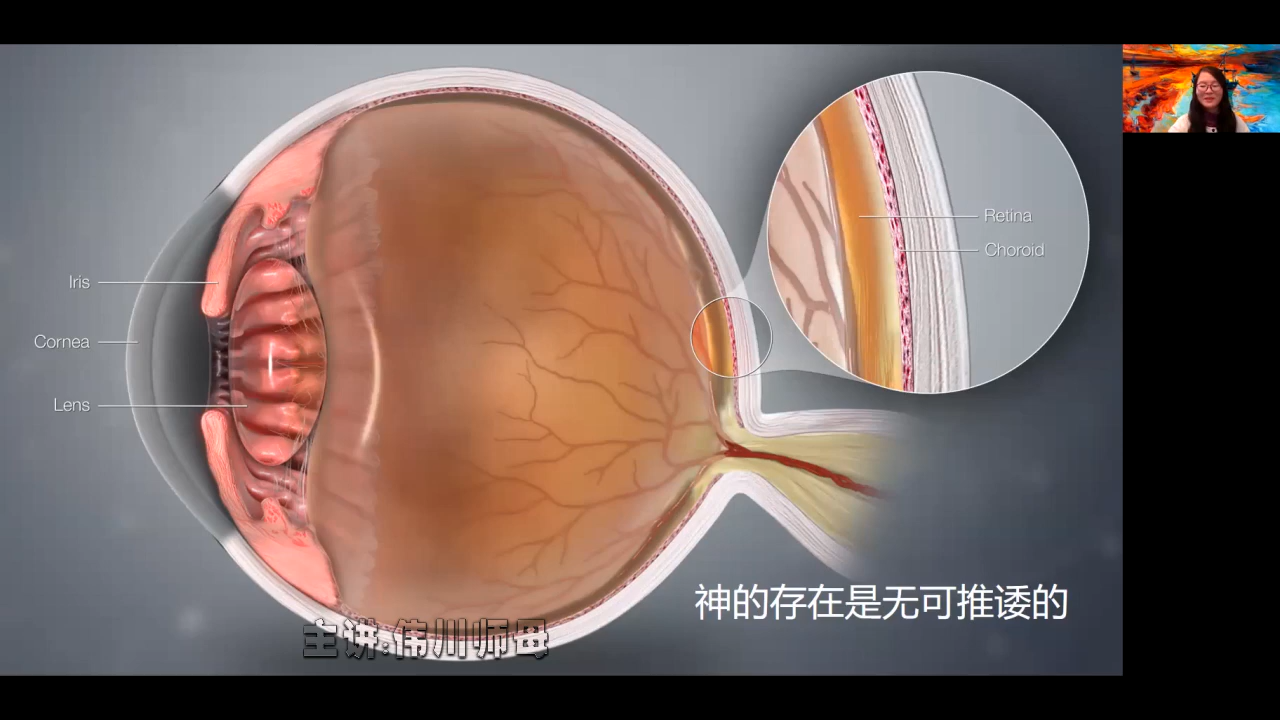 Iris
Cornea
Lens
Retina
Choroid
神的存在是无可推诿的
主讲:伟川师母